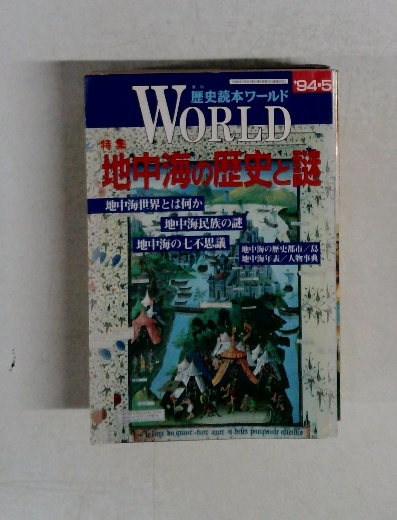 歴史読本ワールド
'94・5
WORLD
特集
地中海の歴史と謎
地中海世界とは何か
地中海民族の謎
地中海の七不思議
地中海の歴史都市／島
地中海年表／人物事典